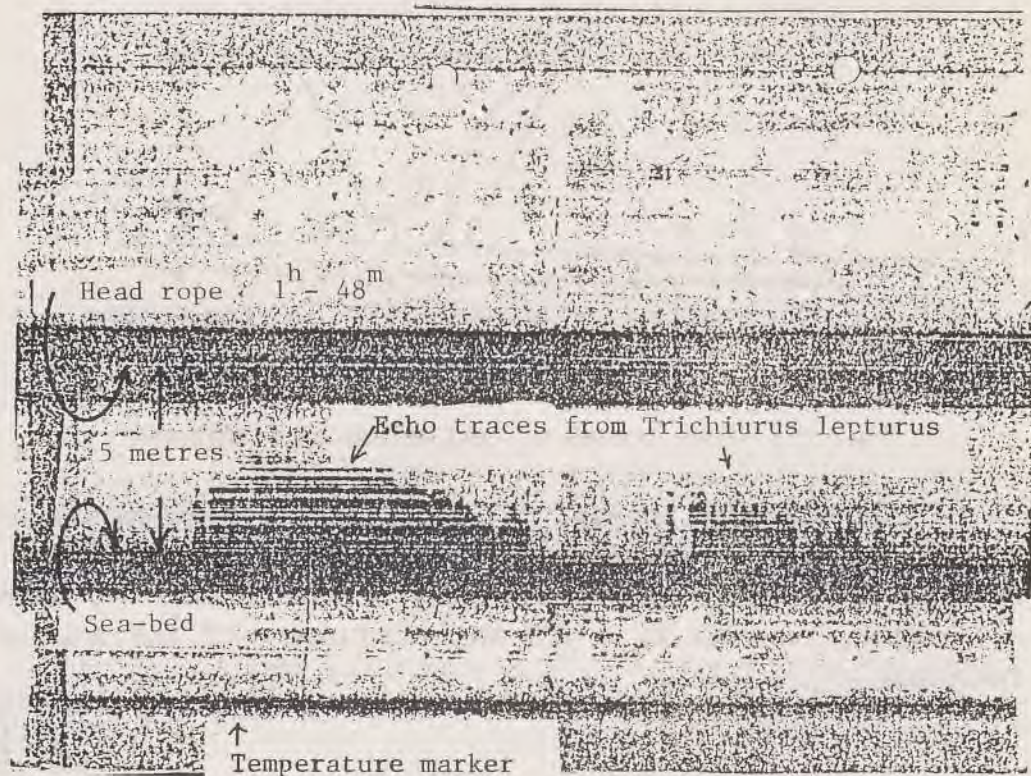 Head rope 1h- 48m
Echo traces from Trichiurus lepturus
5 metres
Sea-bed
Temperature marker